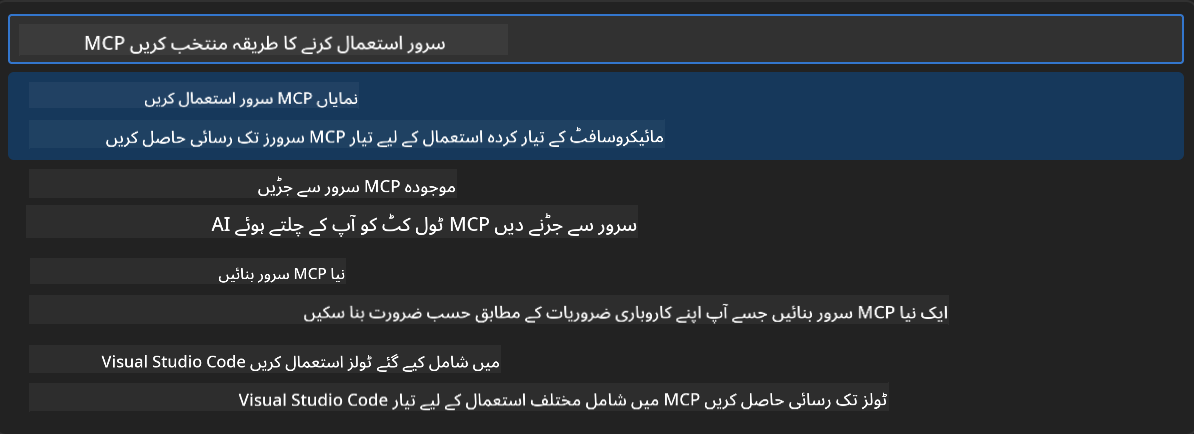 سرور استعمال کرنے کا طریقہ منتخب کریں MCP
نمایاں MCP سرور استعمال کریں
مائیکروسافٹ کے تیار کردہ استعمال کے لیے تیار MCP سرورز تک رسائی حاصل کریں
موجودہ MCP سرور سے جڑیں
سرور سے جڑنے دیں MCP ٹول کٹ کو آپ کے چلتے ہوئے AI
نیا MCP سرور بنائیں
ایک نیا MCP سرور بنائیں جسے آپ اپنے کاروباری ضروریات کے مطابق حسب ضرورت بنا سکیں
میں شامل کیے گئے ٹولز استعمال کریں Visual Studio Code
ٹولز تک رسائی حاصل کریں MCP میں شامل مختلف استعمال کے لیے تیار Visual Studio Code